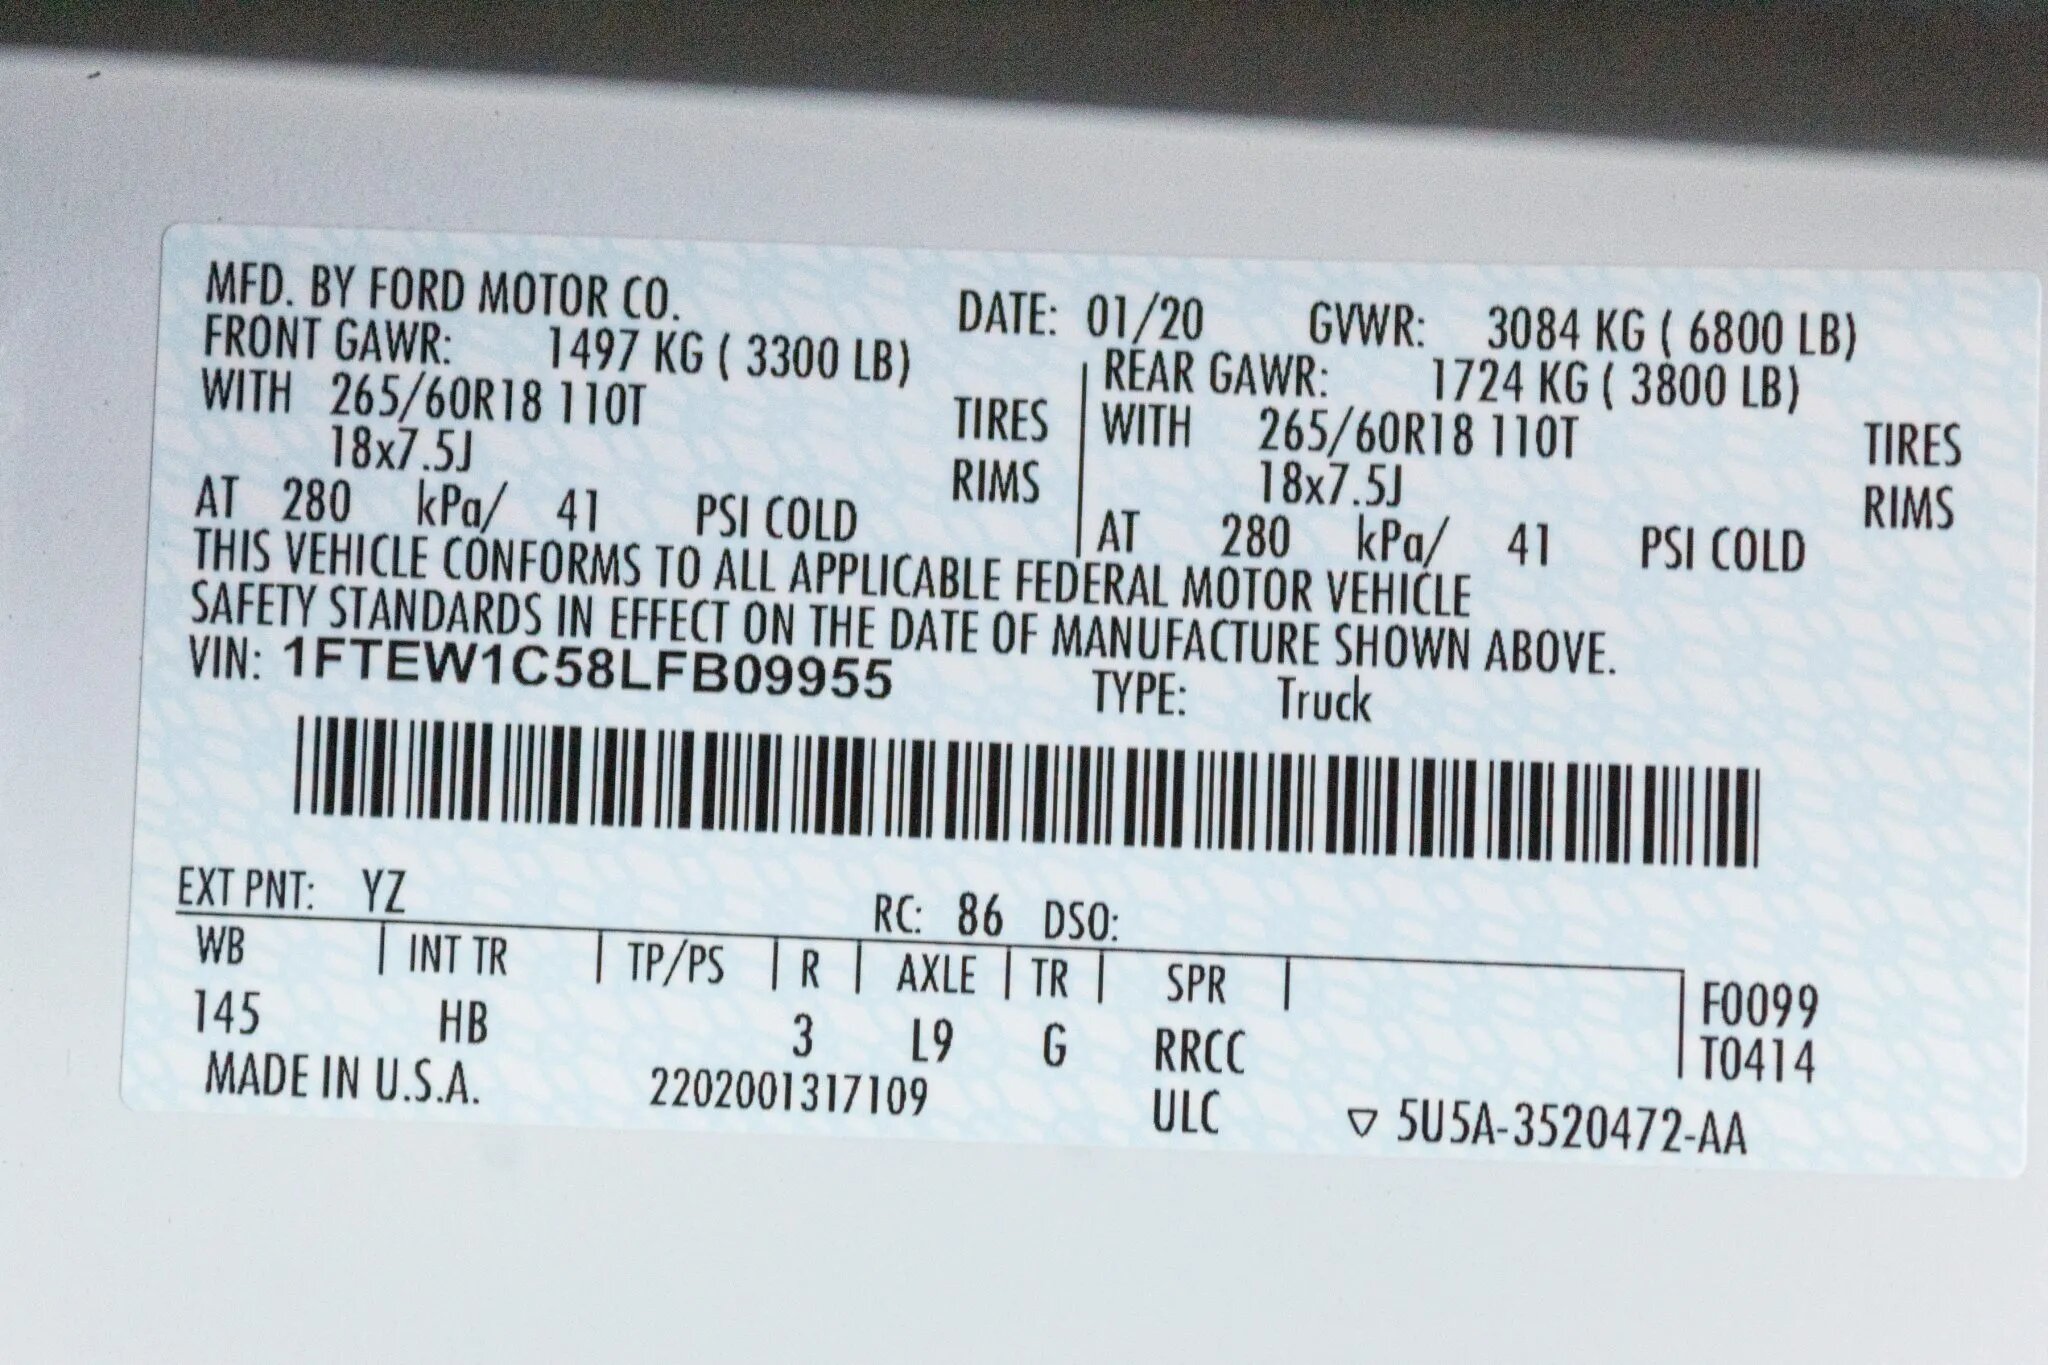 MFD. BY FORD MOTOR CO. DATE: 01/20 GVWR: 3084 KG ( 6800 LB)
FRONT GAWR: 1497 KG ( 3300 LB) REAR GAWR: 1724 KG ( 3800 LB)
WITH 265/60R18 110T TIRES WITH 265/60R18 110T TIRES
18x7.5J RIMS 18x7.5J RIMS
AT 280 kPa/ 41 PSI COLD AT 280 kPa/ 41 PSI COLD
THIS VEHICLE CONFORMS TO ALL APPLICABLE FEDERAL MOTOR VEHICLE
SAFETY STANDARDS IN EFFECT ON THE DATE OF MANUFACTURE SHOWN ABOVE.
VIN: 1FTEW1C58LFB09955 TYPE: Truck
EXT PNT: YZ RC: 86 DSO:
WB INT TR TP/PS R AXLE TR SPR F0099
145 HB 3 L9 G RRCC T0414
MADE IN U.S.A. 2202001317109 ULC ▽ 5U5A-3520472-AA